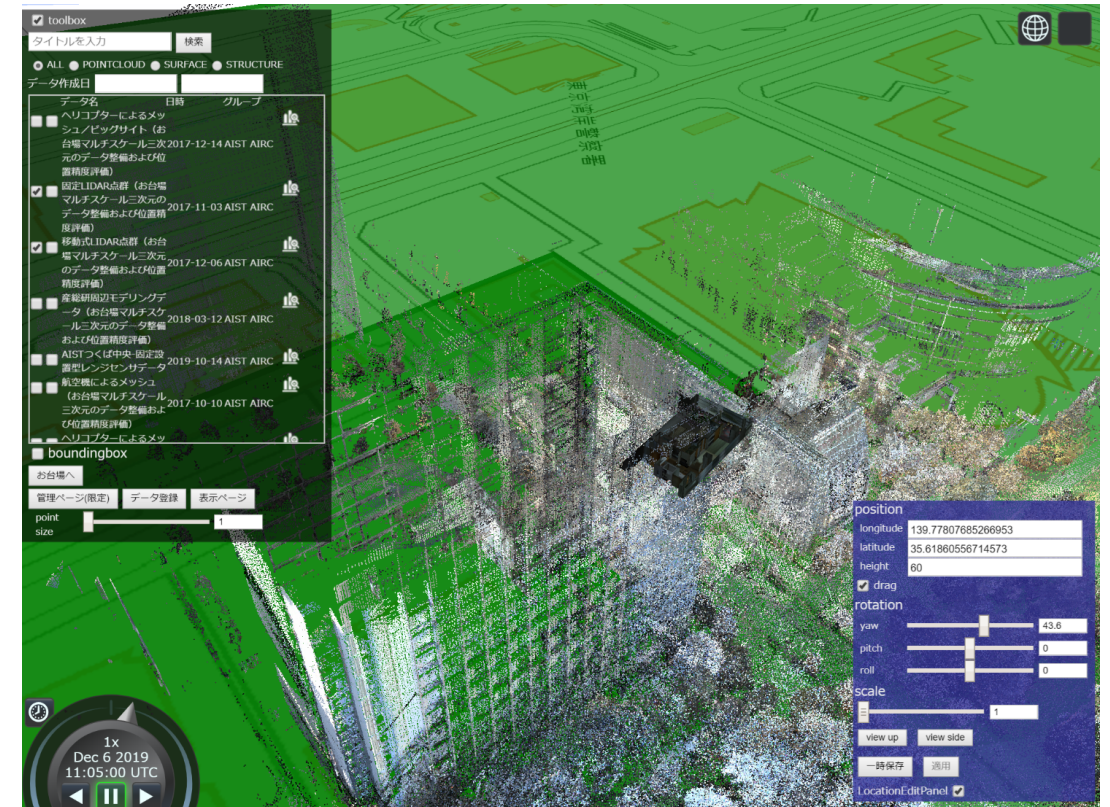 toolbox
タイトルを入力 検索
ALL POINTCLOUD SURFACE STRUCTURE
データ作成日
データ名 日時 グループ
ヘリコプターによるメッ
シュ/ビッグサイト(お
台場マルチスケール三次 2017-12-14 AIST AIRC
元のデータ整備および位
置精度評価)
固定LIDAR点群(お台場
マルチスケール三次元の
データ整備および位置精 2017-11-03 AIST AIRC
度評価)
移動式LIDAR点群(お台
場マルチスケール三次元
のデータ整備および位置 2017-12-06 AIST AIRC
精度評価)
産総研周辺モデリングデ
ータ(お台場マルチスケ
ール三次元のデータ整備 2018-03-12 AIST AIRC
および位置精度評価)
AISTつくば中央-固定設
置型レンジセンサデータ 2019-10-14 AIST AIRC
航空機によるメッシュ
(お台場マルチスケール
三次元のデータ整備およ 2017-10-10 AIST AIRC
び位置精度評価)
ヘリコプターによるメッ
boundingbox
お台場へ
管理ページ(限定) データ登録 表示ページ
point
size 1
1x
Dec 6 2019
11:05:00 UTC
position
longitude 139.77807685266953
latitude 35.61860556714573
height 60
drag
rotation
yaw 43.6
pitch 0
roll 0
scale
1
view up view side
一時保存 適用
LocationEditPanel